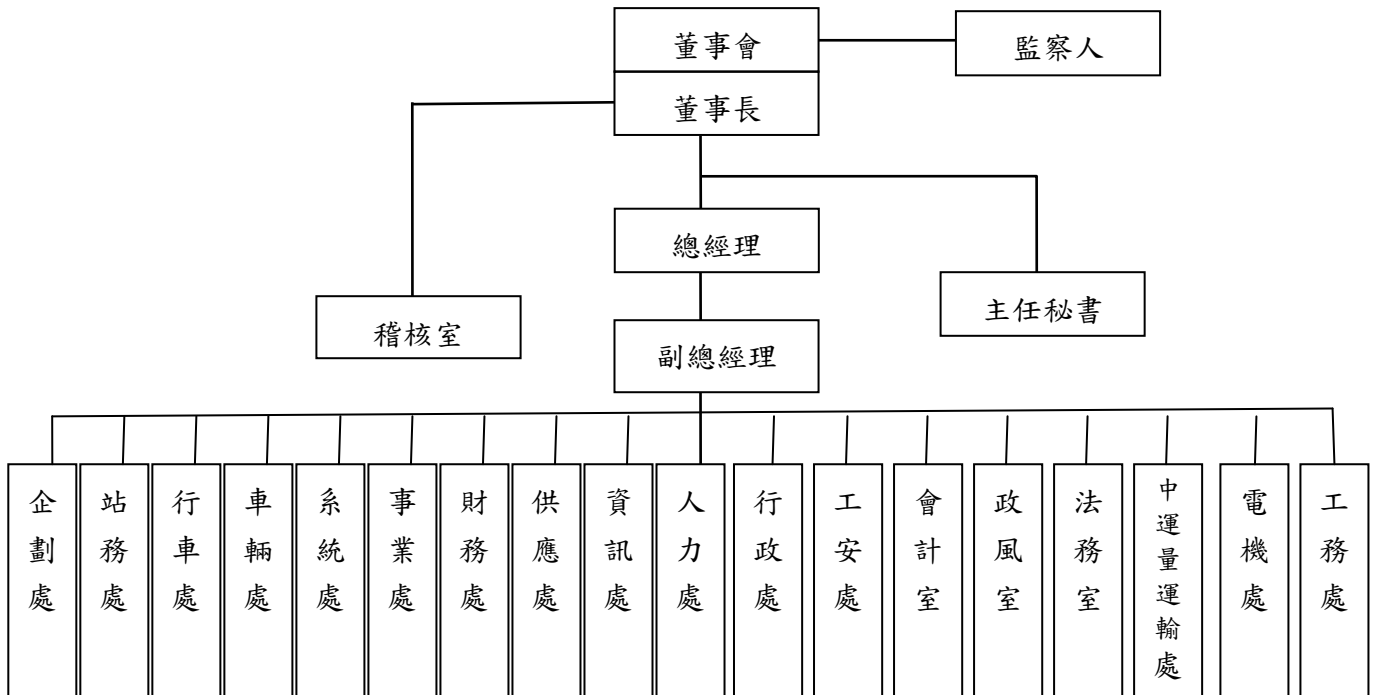 董事會
監察人
董事長
總經理
主任秘書
稽核室
副總經理
企劃處
站務處
行車處
車輛處
系統處
事業處
財務處
供應處
資訊處
人力處
行政處
工安處
會計室
政風室
法務室
中運量運輸處
電機處
工務處